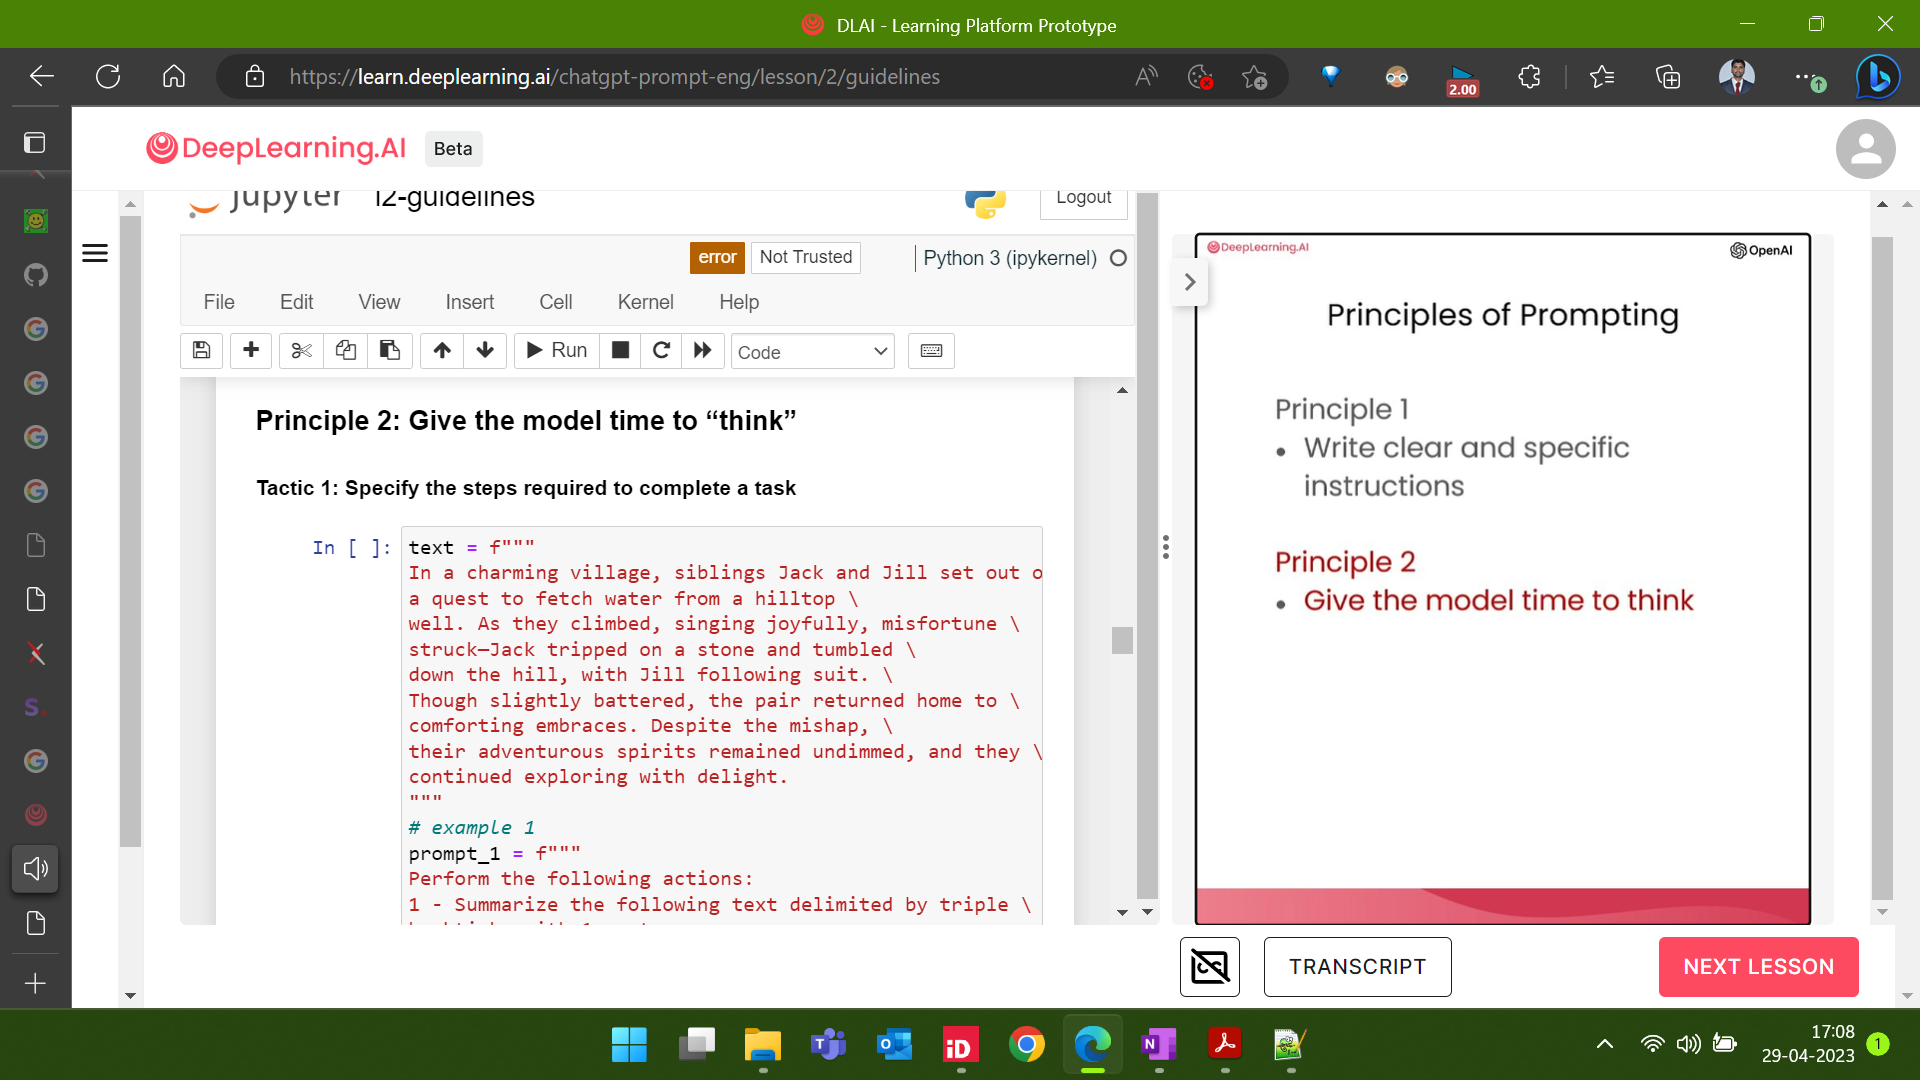 DLAI - Learning Platform Prototype
https://learn.deeplearning.ai/chatgpt-prompt-eng/lesson/2/guidelines
2.00
DeepLearning.AI
Beta
jupyter
l2-guidelines
Logout
error
Not Trusted
Python 3 (ipykernel)
File Edit View Insert Cell Kernel Help
Run
Code
Principle 2: Give the model time to “think”
Tactic 1: Specify the steps required to complete a task
In [ ]:
text = f"""
In a charming village, siblings Jack and Jill set out o
a quest to fetch water from a hilltop \
well. As they climbed, singing joyfully, misfortune \
struck—Jack tripped on a stone and tumbled \
down the hill, with Jill following suit. \
Though slightly battered, the pair returned home to \
comforting embraces. Despite the mishap, \
their adventurous spirits remained undimmed, and they \
continued exploring with delight.
"""
# example 1
prompt_1 = f"""
Perform the following actions:
1 - Summarize the following text delimited by triple \
DeepLearning.AI
OpenAI
Principles of Prompting
Principle 1
• Write clear and specific
instructions
Principle 2
• Give the model time to think
CC
TRANSCRIPT
NEXT LESSON
17:08
29-04-2023
1